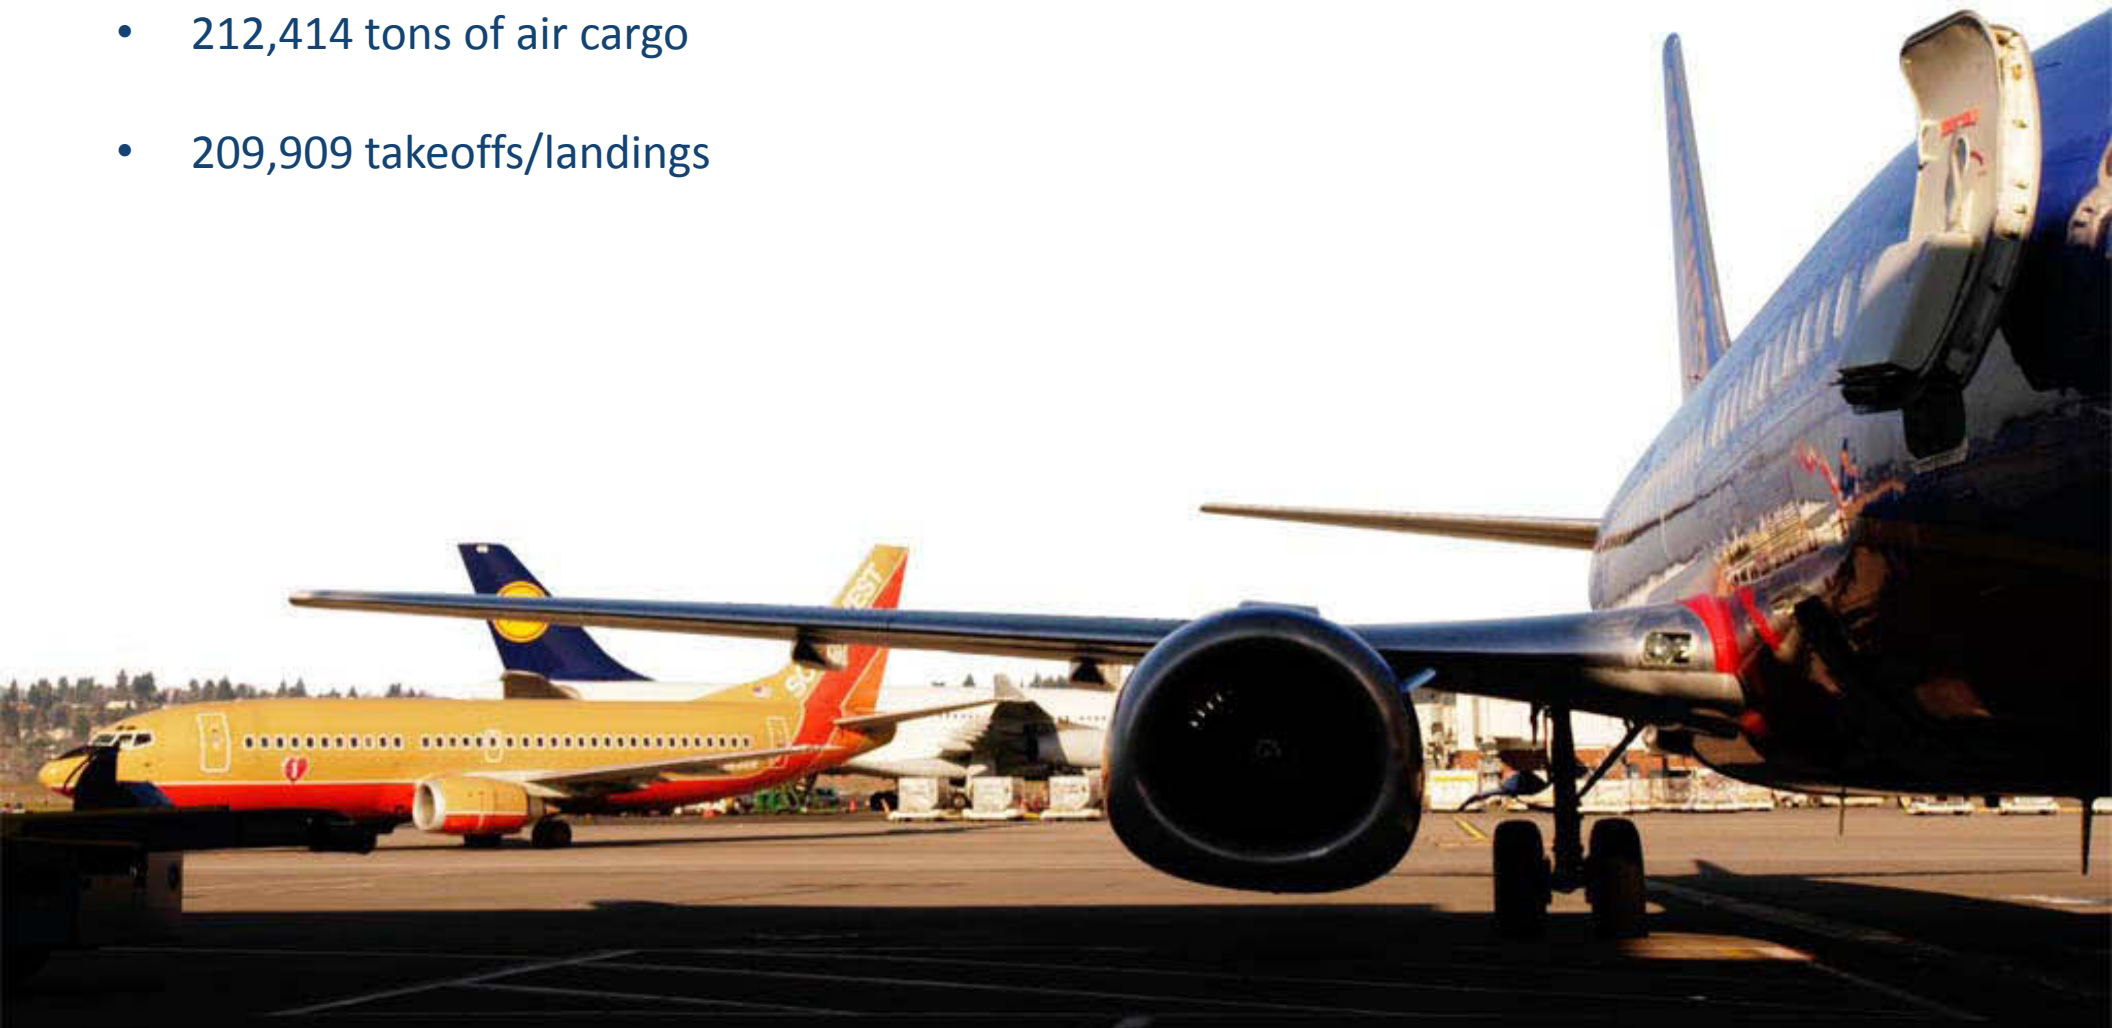 • 212,414 tons of air cargo
• 209,909 takeoffs/landings